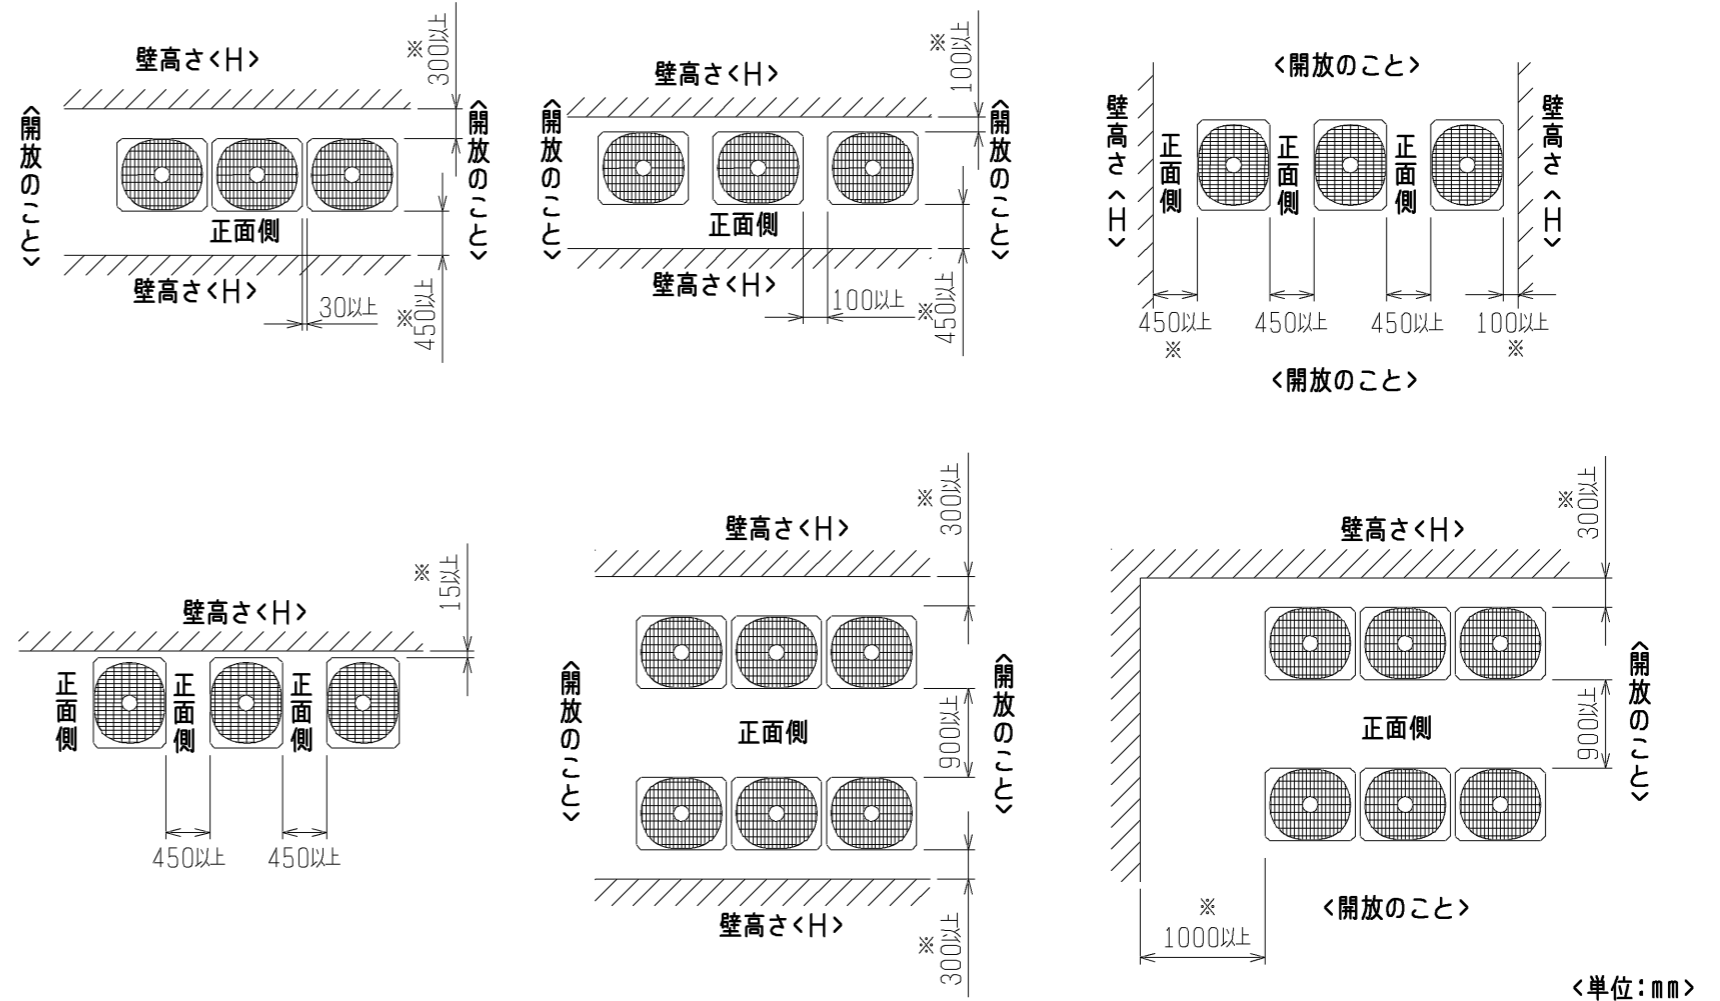 壁高さ<H>
※
300以上
<開放のこと>
<開放のこと>
正面側
壁高さ<H>
30以上
※
450以上
壁高さ<H>
※
100以上
<開放のこと>
<開放のこと>
正面側
壁高さ<H>
100以上
※
450以上
<開放のこと>
壁高さ<H>
正面側
正面側
正面側
壁高さ<H>
450以上
450以上
450以上
100以上
※
※
<開放のこと>
壁高さ<H>
※
15以上
正面側
正面側
正面側
450以上
450以上
壁高さ<H>
※
300以上
<開放のこと>
正面側
900以上
<開放のこと>
壁高さ<H>
※
300以上
壁高さ<H>
※
300以上
正面側
900以上
<開放のこと>
※
1000以上
<開放のこと>
<単位:mm>